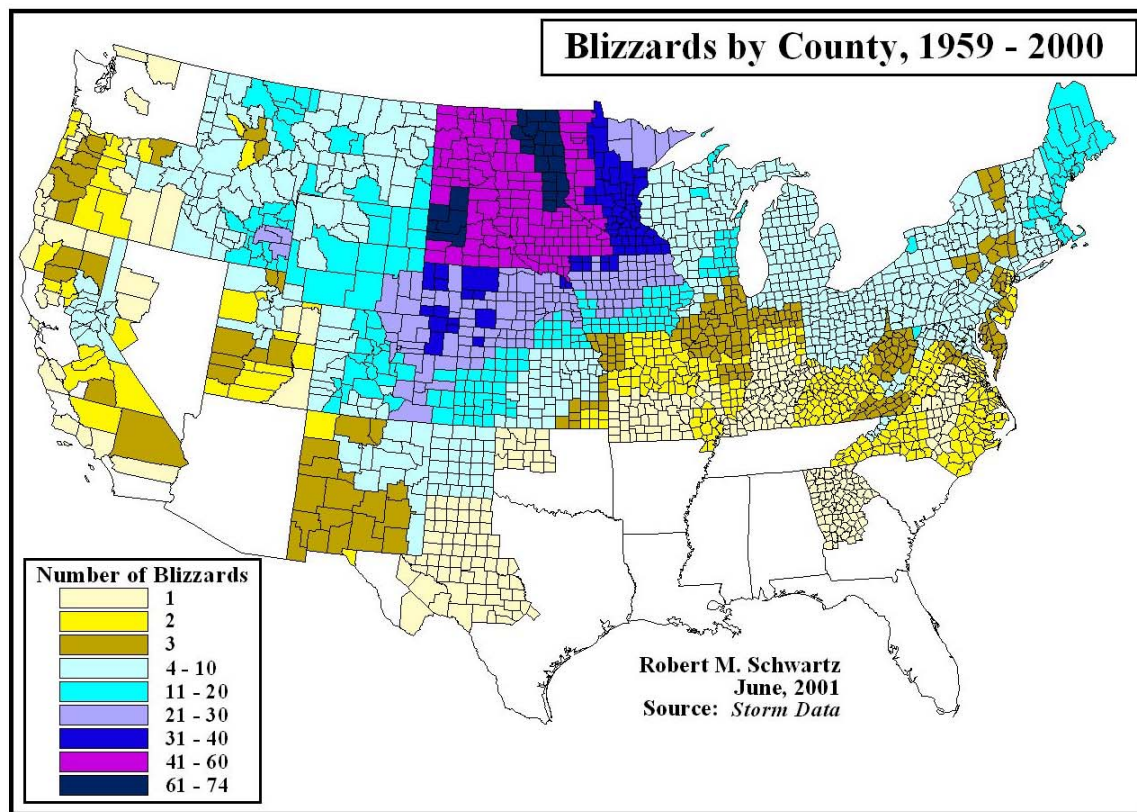 Blizzards by County, 1959 - 2000
Number of Blizzards
1
2
3
4 - 10
11 - 20
21 - 30
31 - 40
41 - 60
61 - 74
Robert M. Schwartz
June, 2001
Source: Storm Data